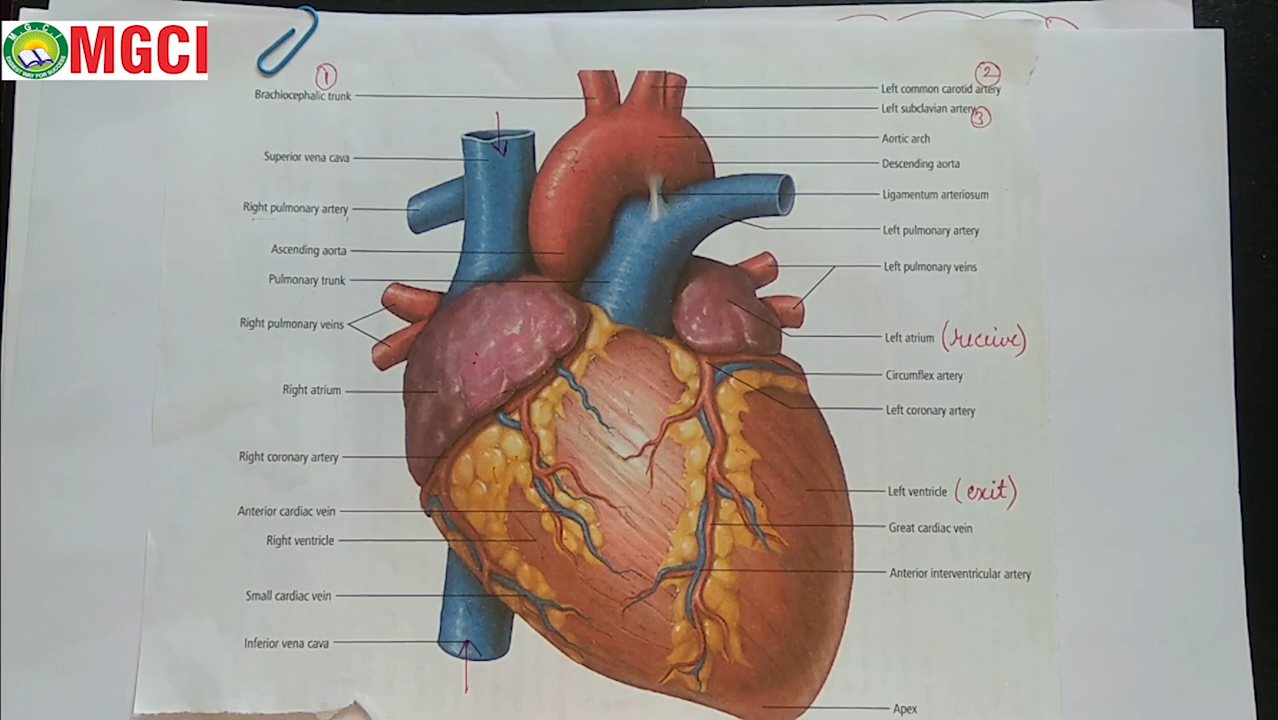 M.G.C.I
MGCI
①
Brachiocephalic trunk
Superior vena cava
Right pulmonary artery
Ascending aorta
Pulmonary trunk
Right pulmonary veins
Right atrium
Right coronary artery
Anterior cardiac vein
Right ventricle
Small cardiac vein
Inferior vena cava
②
Left common carotid artery
Left subclavian artery
③
Aortic arch
Descending aorta
Ligamentum arteriosum
Left pulmonary artery
Left pulmonary veins
Left atrium (receive)
Circumflex artery
Left coronary artery
Left ventricle (exit)
Great cardiac vein
Anterior interventricular artery
Apex